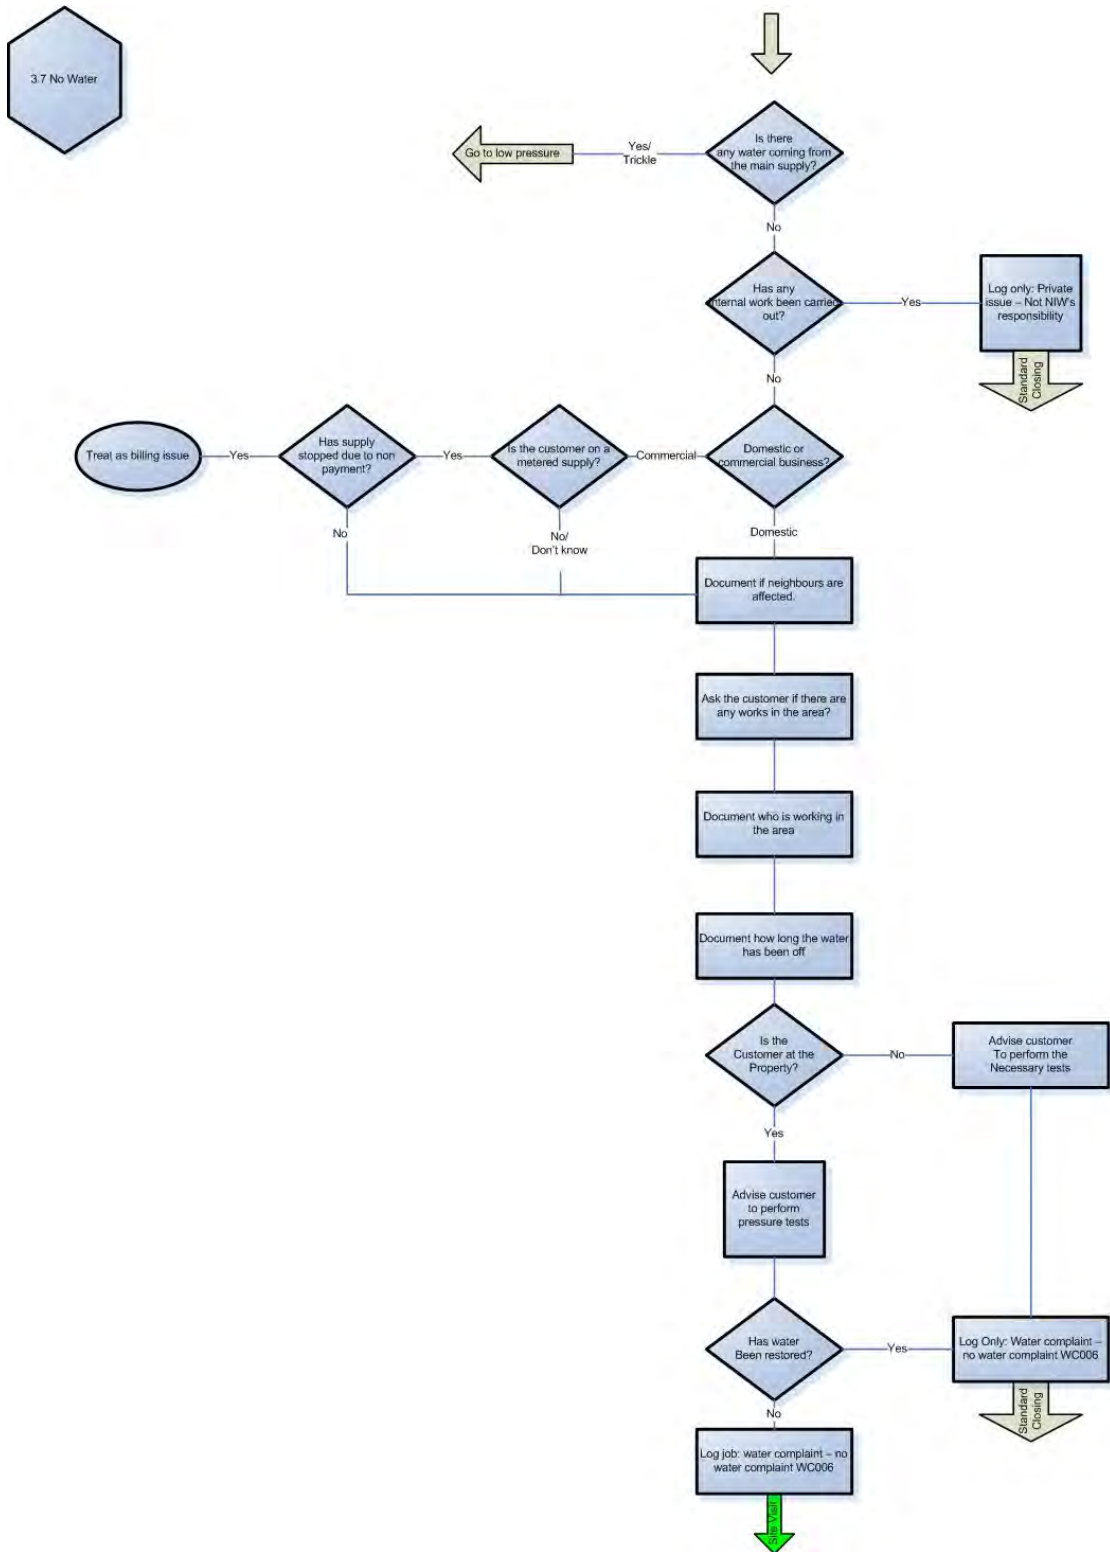 3.7 No Water
Is there
any water coming from
the main supply?
Yes/
Trickle
Go to low pressure
No
Has any
internal work been carried
out?
Yes
Log only: Private
issue – Not NIW's
responsibility
Standard
Closing
No
Domestic or
commercial business?
Commercial
Is the customer on a
metered supply?
Yes
Has supply
stopped due to non
payment?
Yes
Treat as billing issue
No
No/
Don't know
Domestic
Document if neighbours are
affected.
Ask the customer if there are
any works in the area?
Document who is working in
the area
Document how long the water
has been off
Is the
Customer at the
Property?
No
Advise customer
To perform the
Necessary tests
Yes
Advise customer
to perform
pressure tests
Has water
Been restored?
Yes
Log Only: Water complaint –
no water complaint WC006
Standard
Closing
No
Log job: water complaint – no
water complaint WC006
Site Visit